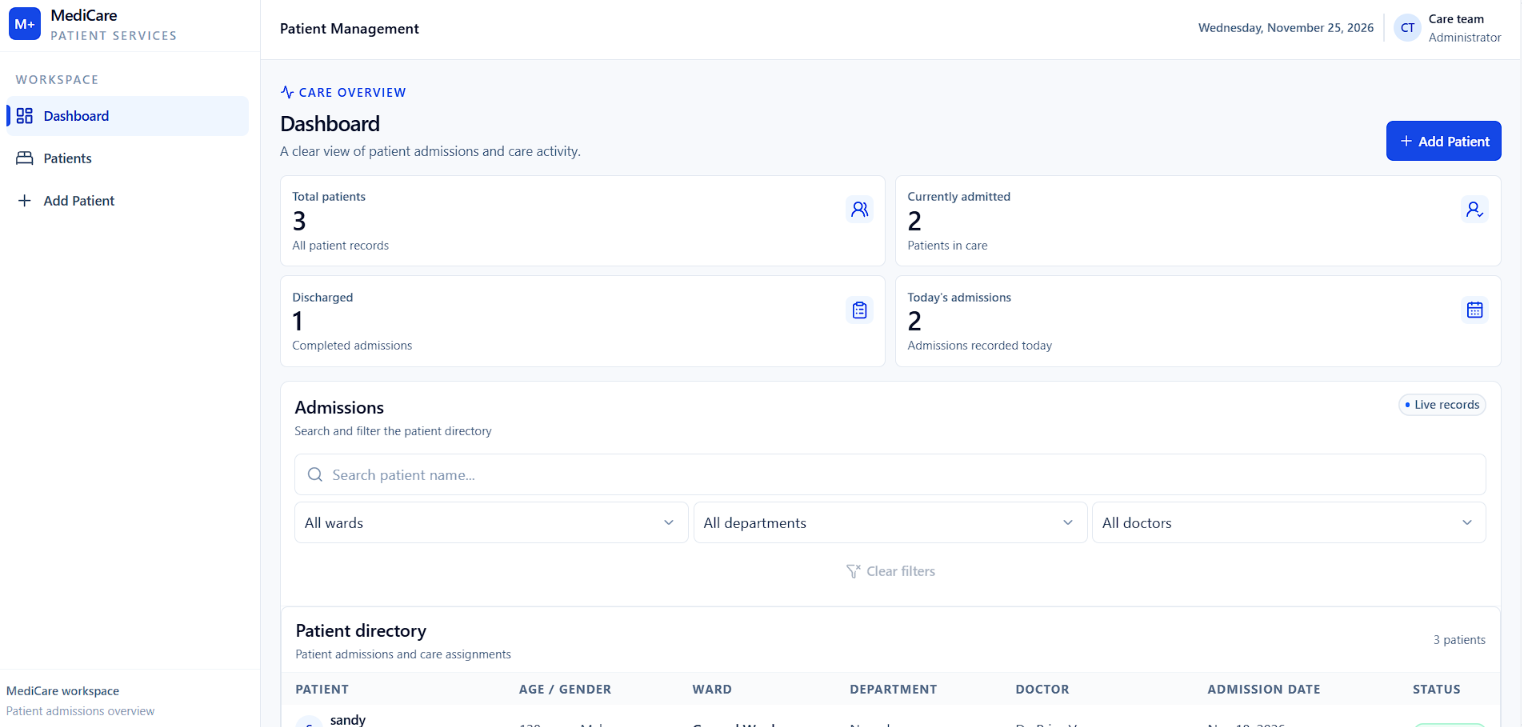 M+
MediCare
PATIENT SERVICES
WORKSPACE
Dashboard
Patients
Add Patient
MediCare workspace
Patient admissions overview
Patient Management
Wednesday, November 25, 2026
CT
Care team
Administrator
CARE OVERVIEW
Dashboard
A clear view of patient admissions and care activity.
+ Add Patient
Total patients
3
All patient records
Currently admitted
2
Patients in care
Discharged
1
Completed admissions
Today's admissions
2
Admissions recorded today
Admissions
Search and filter the patient directory
Live records
Search patient name...
All wards
All departments
All doctors
Clear filters
Patient directory
Patient admissions and care assignments
3 patients
PATIENT AGE / GENDER WARD DEPARTMENT DOCTOR ADMISSION DATE STATUS
sandy